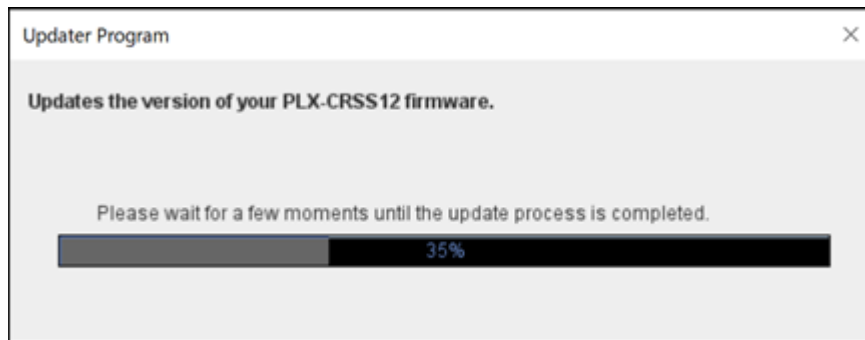 Updater Program
Updates the version of your PLX-CRSS12 firmware.
Please wait for a few moments until the update process is completed.
35%